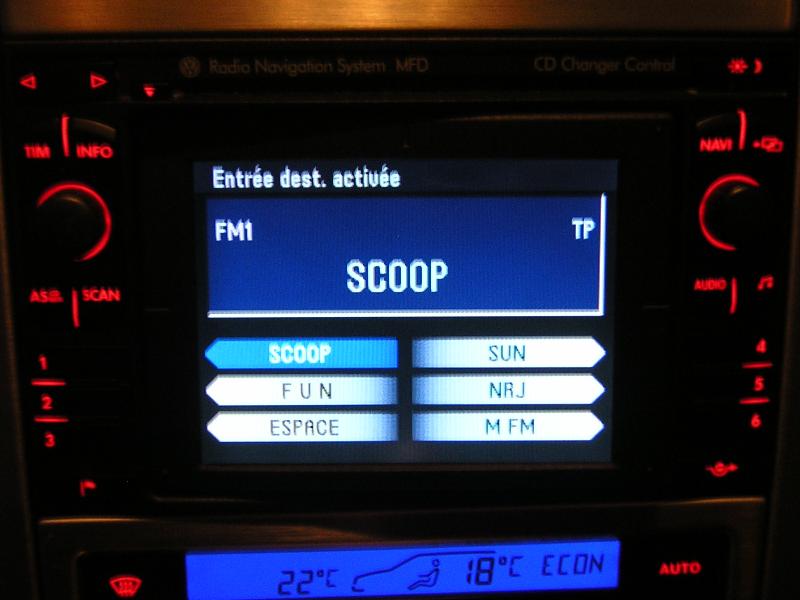 Radio Navigation System MFD CD Changer Control
TIM INFO
NAVI
Entrée dest. activée
FM1 TP
SCOOP
AS SCAN
AUDIO
SCOOP SUN
F U N NRJ
ESPACE M FM
1
2
3
4
5
6
22°C 18°C ECON
AUTO